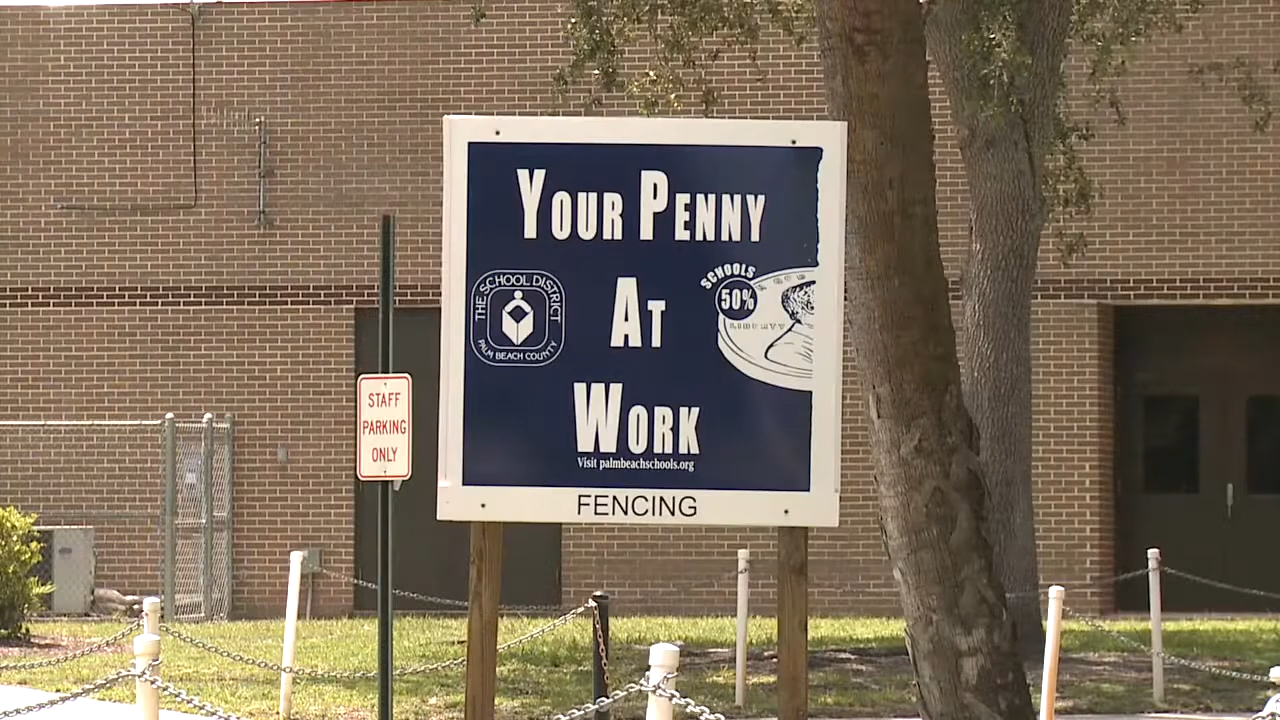 YOUR PENNY
SCHOOLS
50%
LIBERTY
THE SCHOOL DISTRICT
PALM BEACH COUNTY
AT
WORK
Visit palmbeachschools.org
FENCING
STAFF
PARKING
ONLY